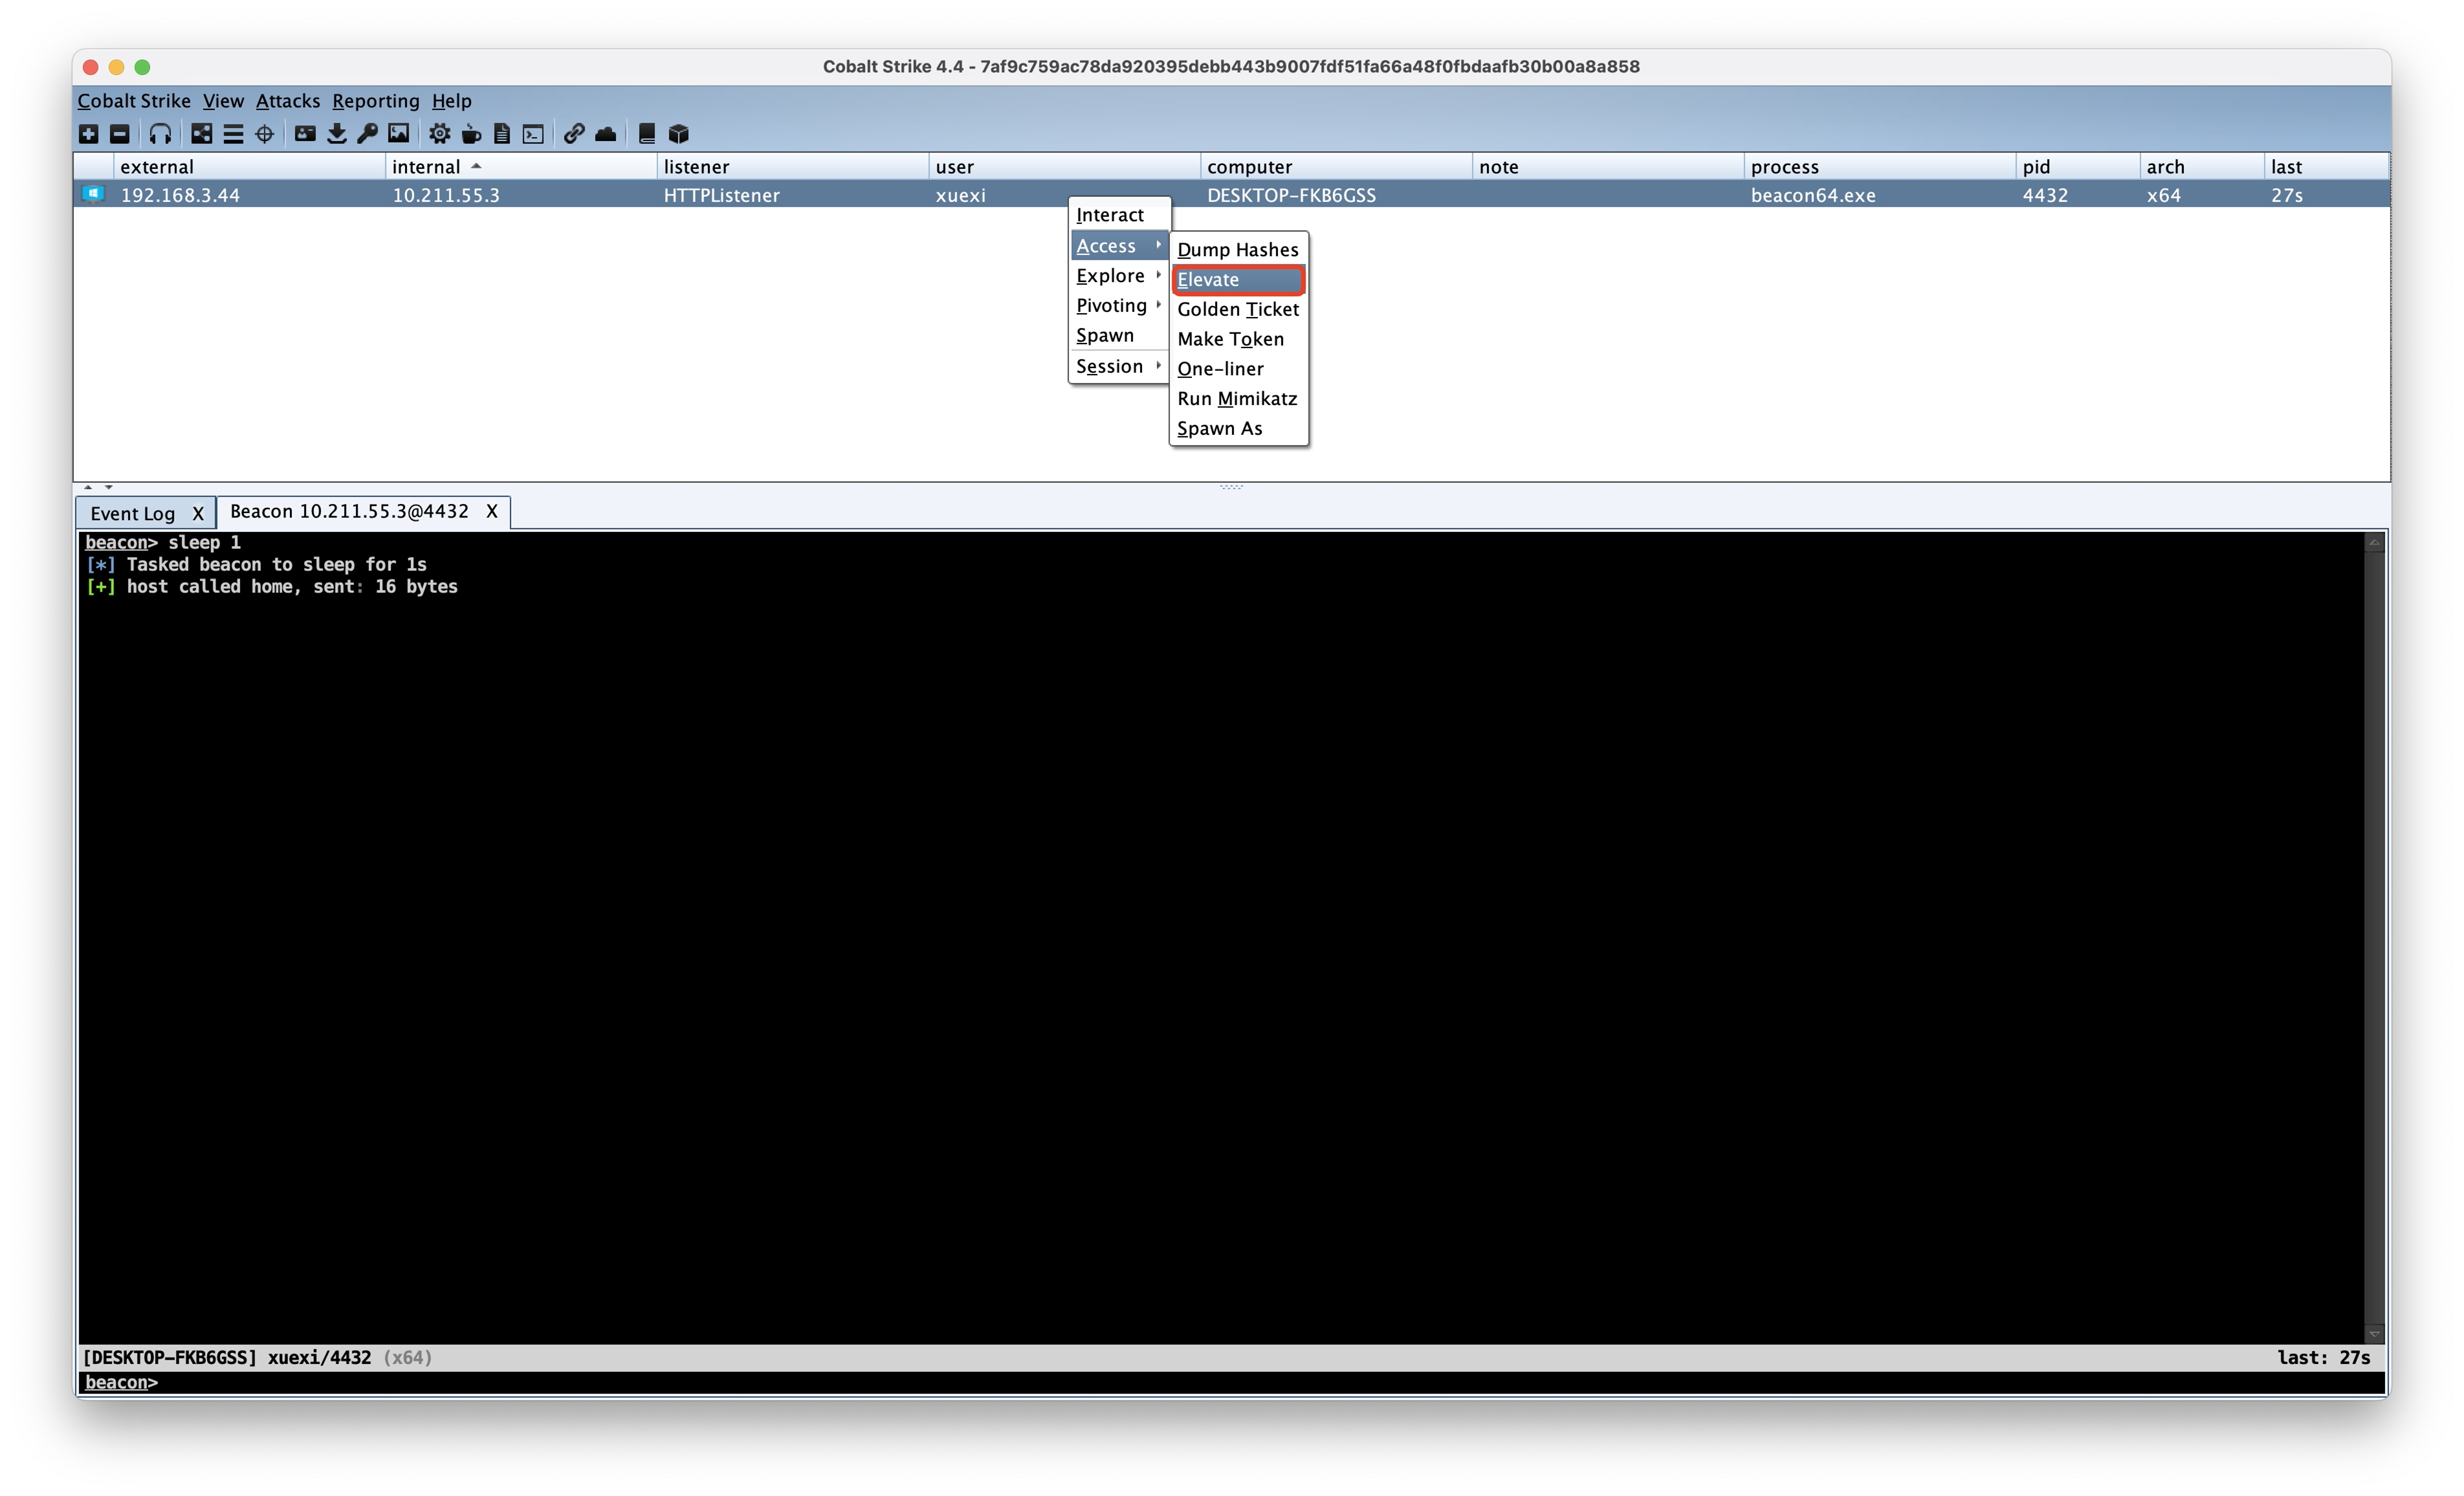 Cobalt Strike 4.4 - 7af9c759ac78da920395debb443b9007fdf51fa66a48f0fbdaafb30b00a8a858
Cobalt Strike View Attacks Reporting Help
external internal listener user computer note process pid arch last
192.168.3.44 10.211.55.3 HTTPListener xuexi DESKTOP-FKB6GSS beacon64.exe 4432 x64 27s
Interact
Access
Explore
Pivoting
Spawn
Session
Dump Hashes
Elevate
Golden Ticket
Make Token
One-liner
Run Mimikatz
Spawn As
Event Log X Beacon 10.211.55.3@4432 X
beacon> sleep 1
[*] Tasked beacon to sleep for 1s
[+] host called home, sent: 16 bytes
[DESKTOP-FKB6GSS] xuexi/4432 (x64) last: 27s
beacon>